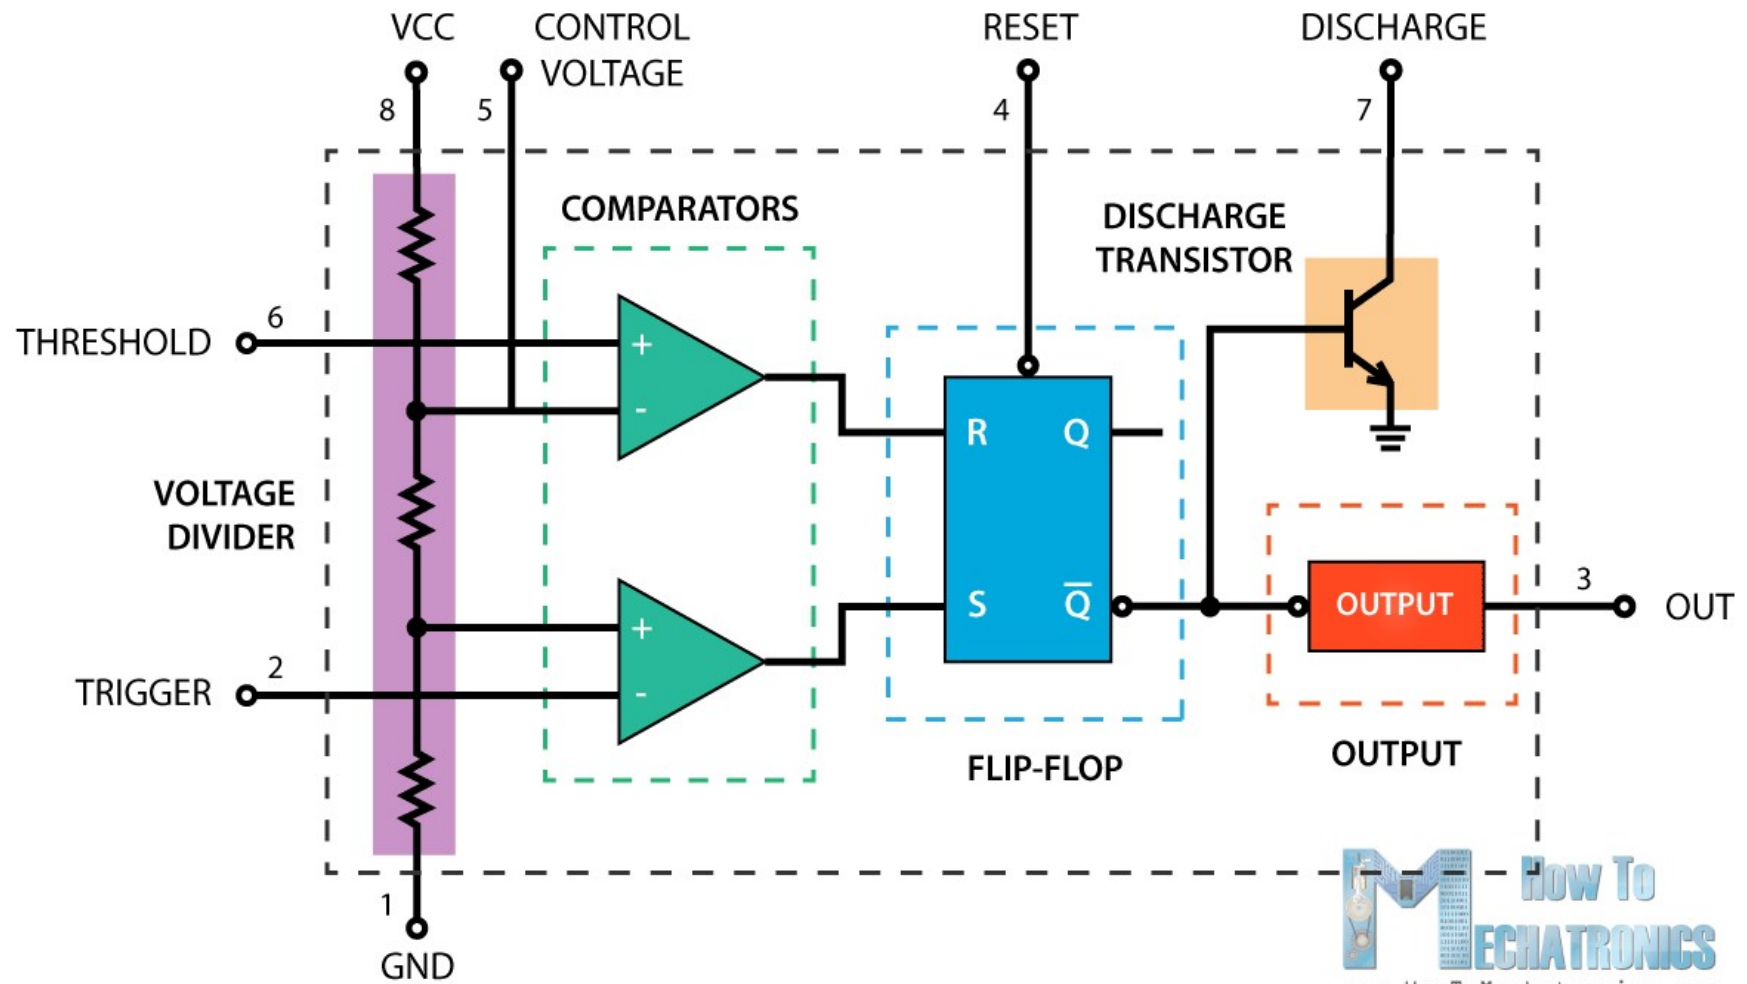 VCC
CONTROL
VOLTAGE
RESET
DISCHARGE
8
5
4
7
COMPARATORS
DISCHARGE
TRANSISTOR
THRESHOLD
6
+
-
R
Q
VOLTAGE
DIVIDER
S
Q̅
OUTPUT
3
OUT
+
TRIGGER
2
-
FLIP-FLOP
OUTPUT
1
GND
How To
MECHATRONICS